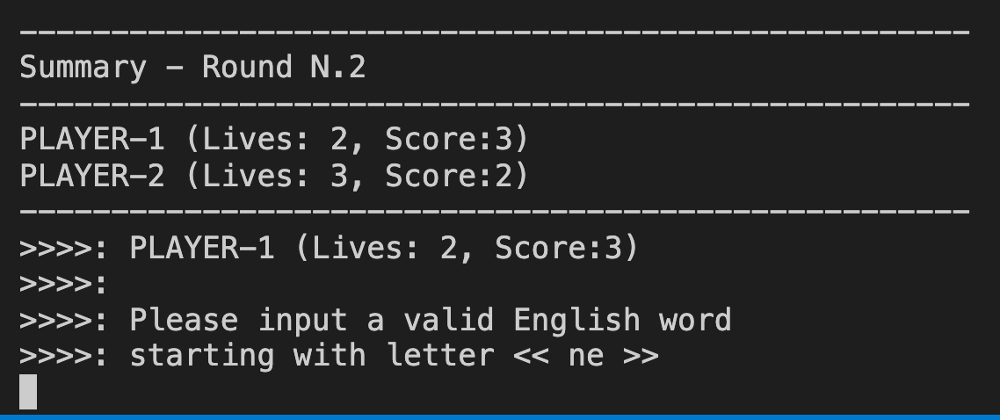 ----------------------------------------------------
Summary - Round N.2
----------------------------------------------------
PLAYER-1 (Lives: 2, Score:3)
PLAYER-2 (Lives: 3, Score:2)
----------------------------------------------------
>>>>: PLAYER-1 (Lives: 2, Score:3)
>>>>:
>>>>: Please input a valid English word
>>>>: starting with letter << ne >>